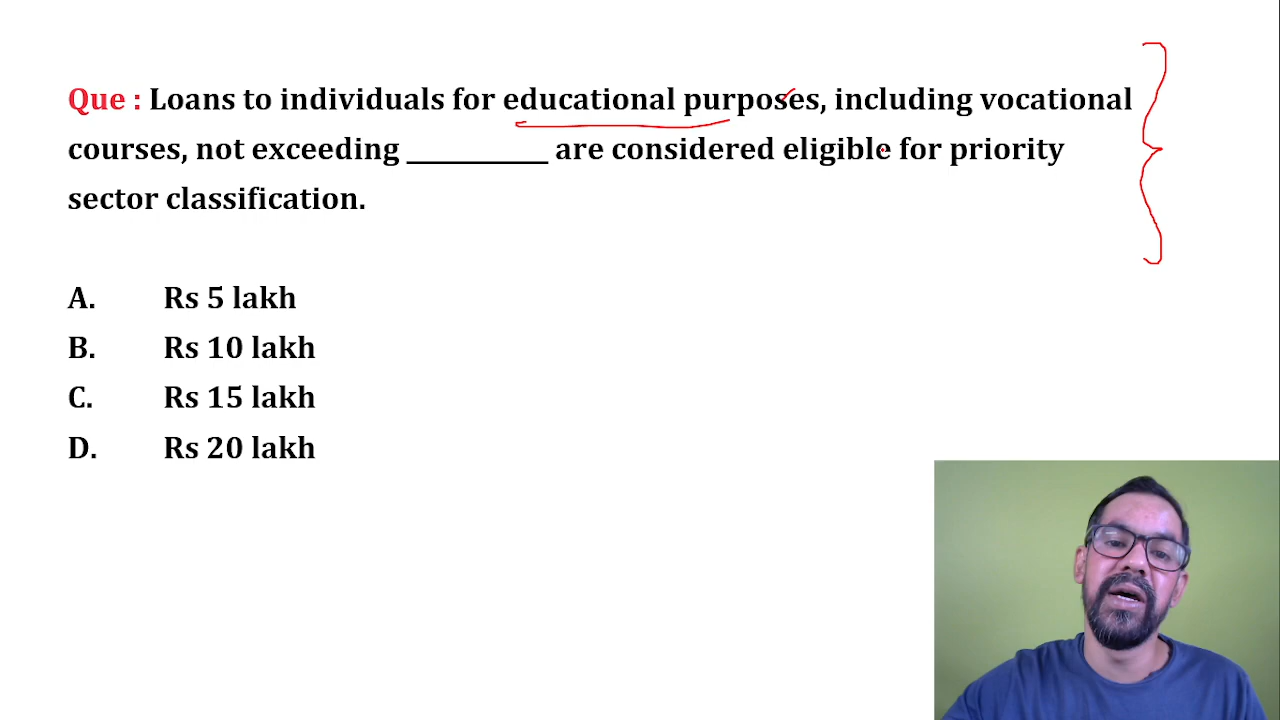 Que : Loans to individuals for educational purposes, including vocational
courses, not exceeding ___________ are considered eligible for priority
sector classification.
A. Rs 5 lakh
B. Rs 10 lakh
C. Rs 15 lakh
D. Rs 20 lakh